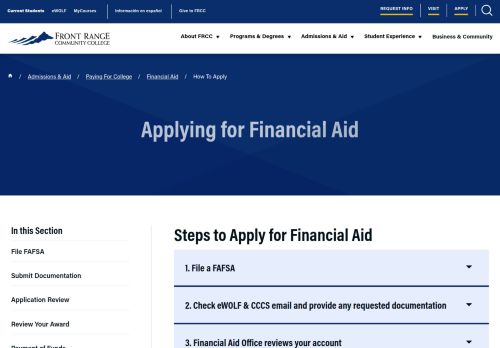 Current Students eWOLF MyCourses Información en español Give to FRCC REQUEST INFO VISIT APPLY
FRONT RANGE
COMMUNITY COLLEGE
About FRCC Programs & Degrees Admissions & Aid Student Experience Business & Community
/ Admissions & Aid / Paying For College / Financial Aid / How To Apply
Applying for Financial Aid
In this Section
File FAFSA
Submit Documentation
Application Review
Review Your Award
Payment of Funds
Steps to Apply for Financial Aid
1. File a FAFSA
2. Check eWOLF & CCCS email and provide any requested documentation
3. Financial Aid Office reviews your account